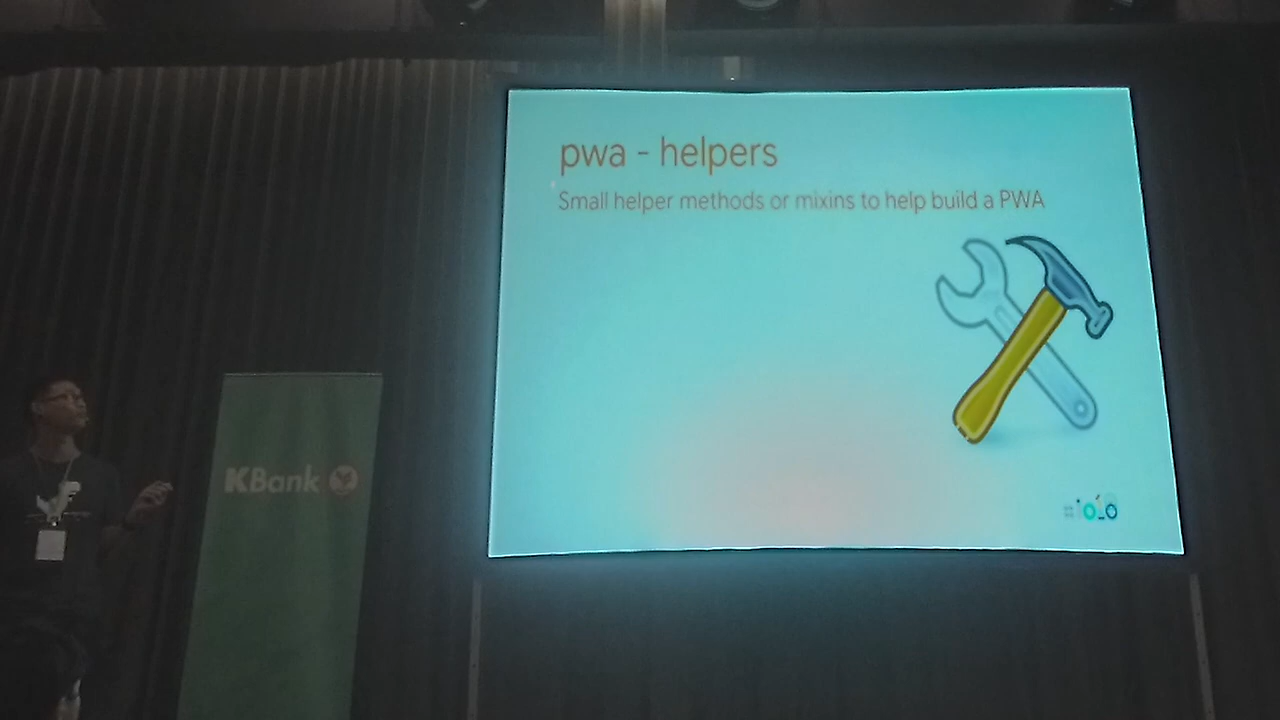 pwa - helpers
Small helper methods or mixins to help build a PWA
KBank